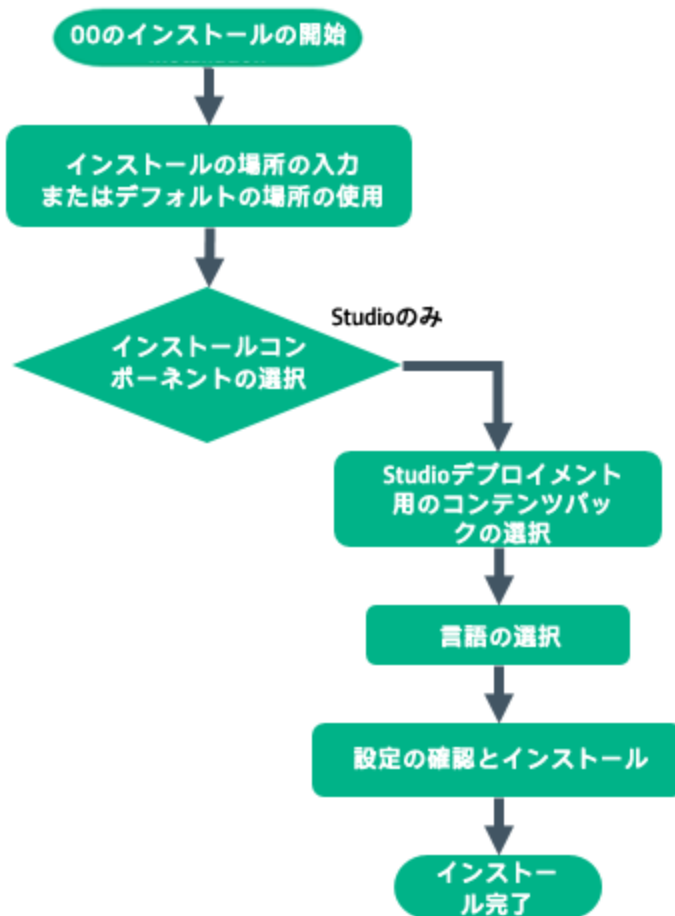 OOのインストールの開始
インストールの場所の入力
またはデフォルトの場所の使用
Studioのみ
インストールコン
ポーネントの選択
Studioデプロイメント
用のコンテンツパッ
クの選択
言語の選択
設定の確認とインストール
インストー
ル完了